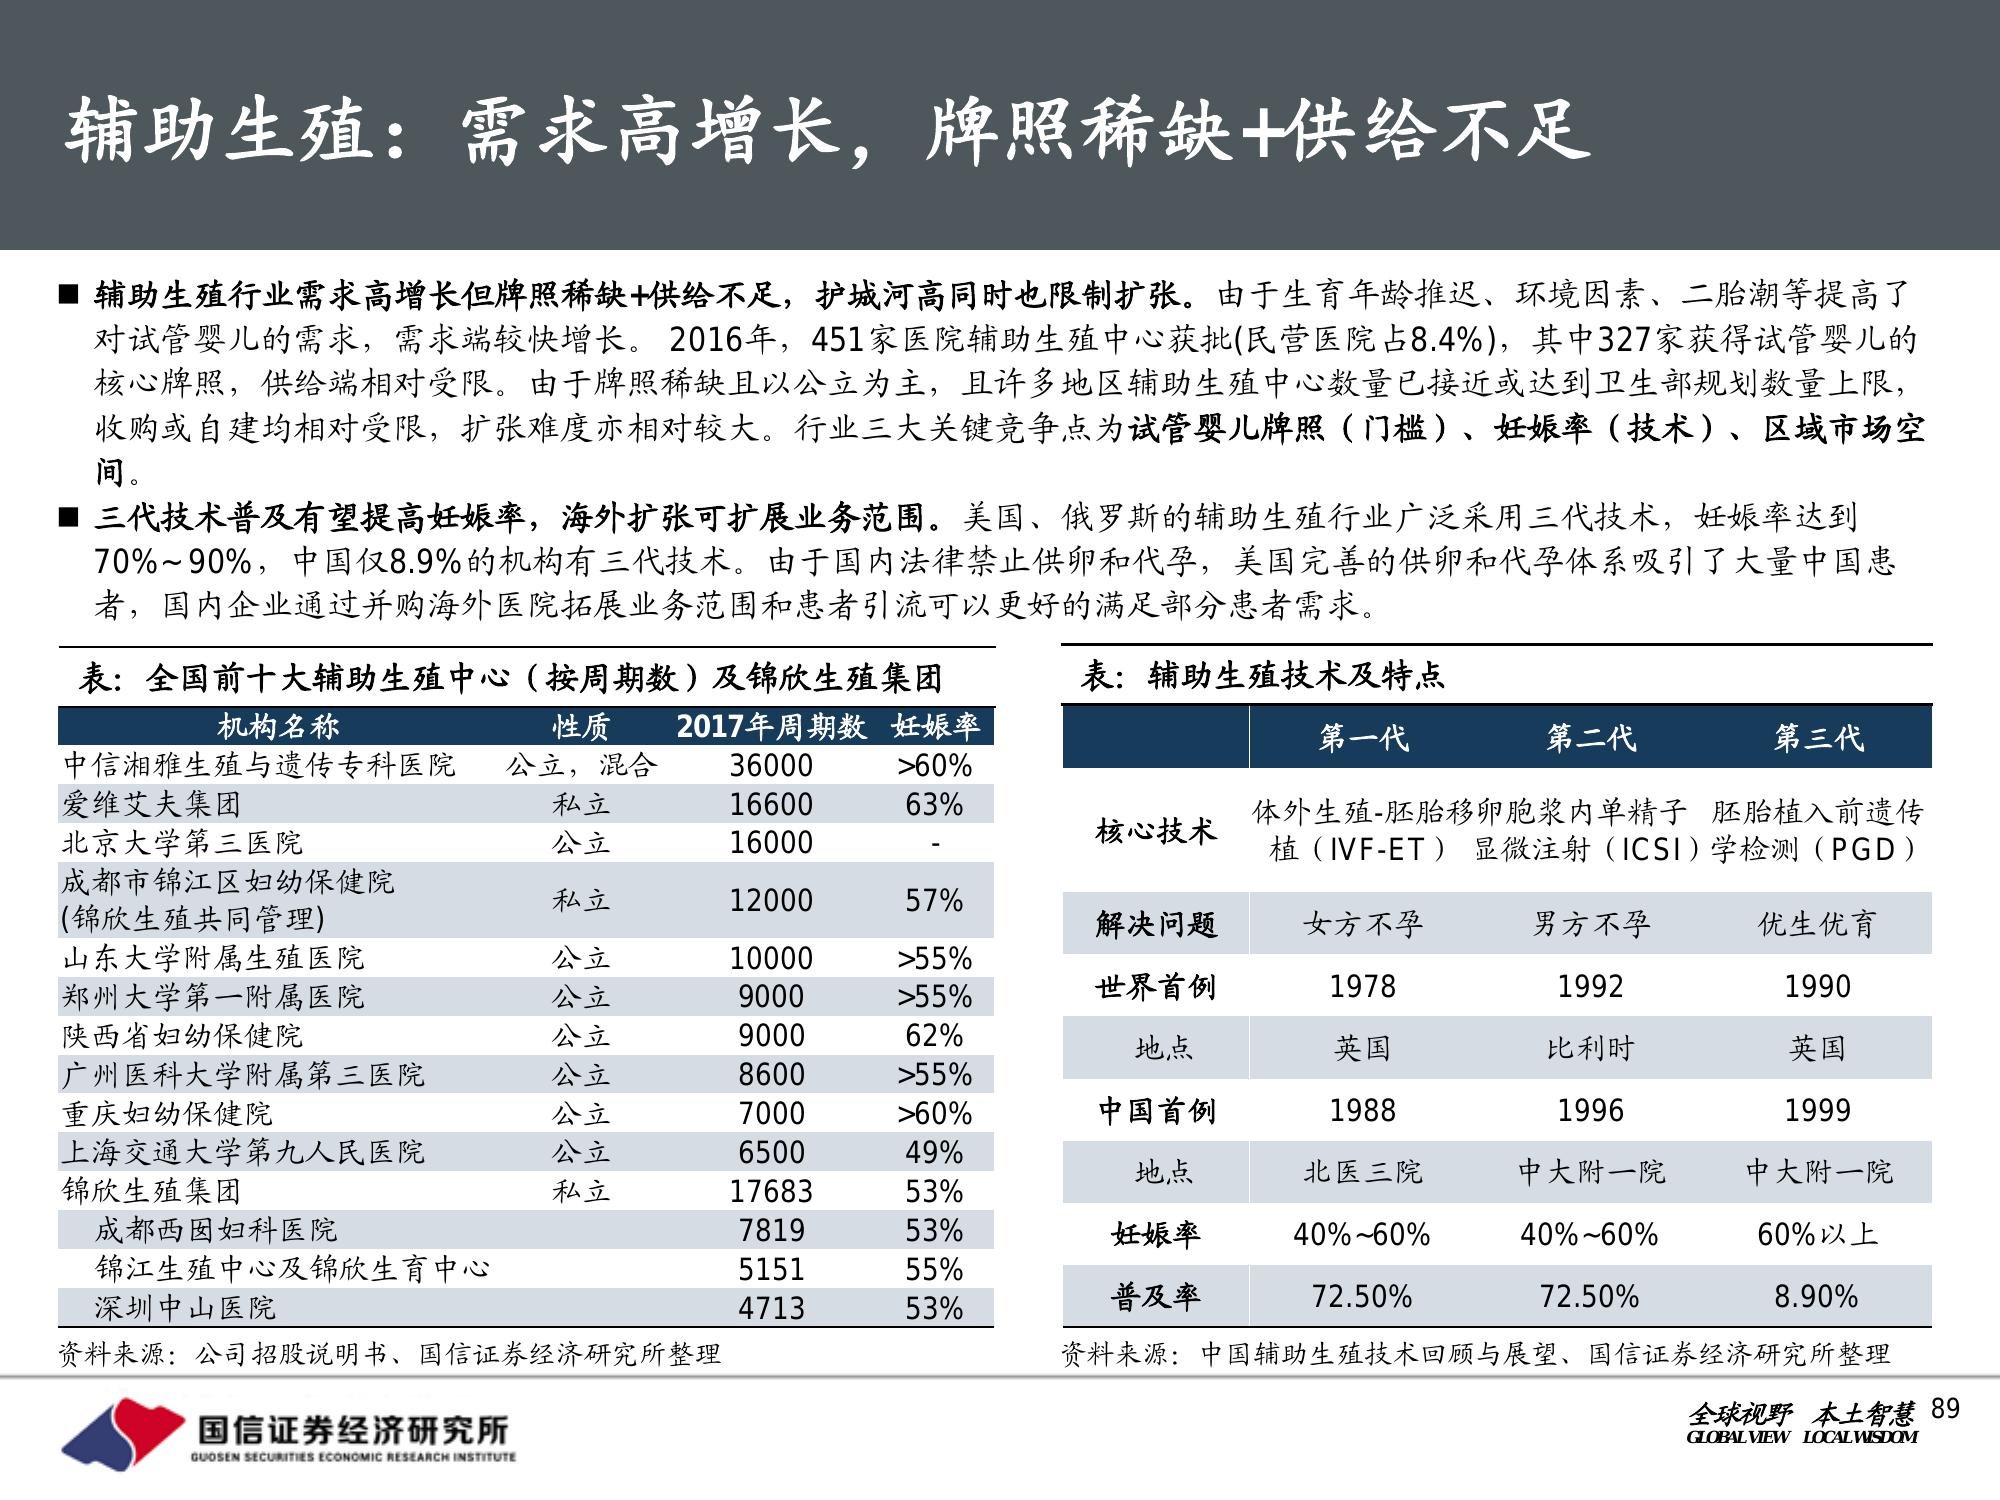 辅助生殖：需求高增长，牌照稀缺+供给不足
■ 辅助生殖行业需求高增长但牌照稀缺+供给不足，护城河高同时也限制扩张。由于生育年龄推迟、环境因素、二胎潮等提高了
对试管婴儿的需求，需求端较快增长。 2016年，451家医院辅助生殖中心获批(民营医院占8.4%)，其中327家获得试管婴儿的
核心牌照，供给端相对受限。由于牌照稀缺且以公立为主，且许多地区辅助生殖中心数量已接近或达到卫生部规划数量上限，
收购或自建均相对受限，扩张难度亦相对较大。行业三大关键竞争点为试管婴儿牌照（门槛）、妊娠率（技术）、区域市场空
间。
■ 三代技术普及有望提高妊娠率，海外扩张可扩展业务范围。美国、俄罗斯的辅助生殖行业广泛采用三代技术，妊娠率达到
70%~90%，中国仅8.9%的机构有三代技术。由于国内法律禁止供卵和代孕，美国完善的供卵和代孕体系吸引了大量中国患
者，国内企业通过并购海外医院拓展业务范围和患者引流可以更好的满足部分患者需求。
表：全国前十大辅助生殖中心（按周期数）及锦欣生殖集团
机构名称 性质 2017年周期数 妊娠率
中信湘雅生殖与遗传专科医院 公立，混合 36000 >60%
爱维艾夫集团 私立 16600 63%
北京大学第三医院 公立 16000 -
成都市锦江区妇幼保健院
(锦欣生殖共同管理) 私立 12000 57%
山东大学附属生殖医院 公立 10000 >55%
郑州大学第一附属医院 公立 9000 >55%
陕西省妇幼保健院 公立 9000 62%
广州医科大学附属第三医院 公立 8600 >55%
重庆妇幼保健院 公立 7000 >60%
上海交通大学第九人民医院 公立 6500 49%
锦欣生殖集团 私立 17683 53%
成都西囡妇科医院 7819 53%
锦江生殖中心及锦欣生育中心 5151 55%
深圳中山医院 4713 53%
资料来源：公司招股说明书、国信证券经济研究所整理
表：辅助生殖技术及特点
第一代 第二代 第三代
核心技术 体外生殖-胚胎移植（IVF-ET） 卵胞浆内单精子显微注射（ICSI） 胚胎植入前遗传学检测（PGD）
解决问题 女方不孕 男方不孕 优生优育
世界首例 1978 1992 1990
地点 英国 比利时 英国
中国首例 1988 1996 1999
地点 北医三院 中大附一院 中大附一院
妊娠率 40%~60% 40%~60% 60%以上
普及率 72.50% 72.50% 8.90%
资料来源：中国辅助生殖技术回顾与展望、国信证券经济研究所整理
国信证券经济研究所
GUOSEN SECURITIES ECONOMIC RESEARCH INSTITUTE
全球视野 本土智慧
GLOBAL VIEW LOCAL WISDOM
89